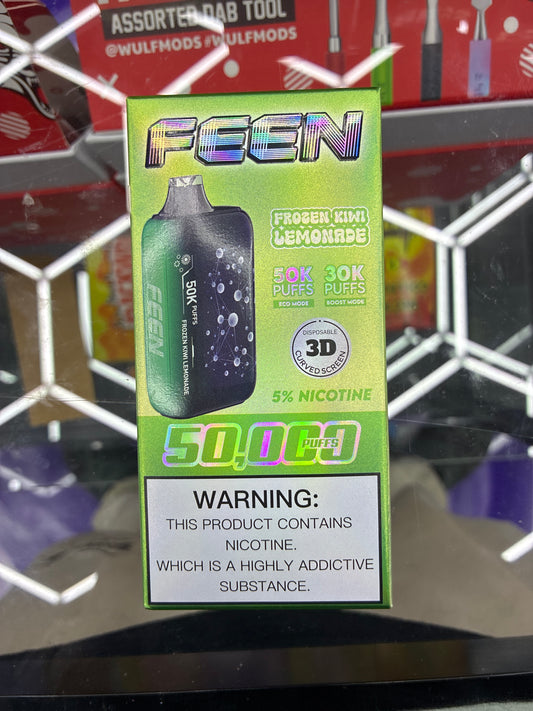 ASSORTED DAB TOOL
@WULFMODS #WULFMODS
FEEN
FROZEN KIWI
LEMONADE
50K
PUFFS
ECO MODE
30K
PUFFS
BOOST MODE
DISPOSABLE
3D
CURVED SCREEN
5% NICOTINE
FEEN
50K PUFFS
FROZEN KIWI LEMONADE
50,000
PUFFS
WARNING:
THIS PRODUCT CONTAINS
NICOTINE.
WHICH IS A HIGHLY ADDICTIVE
SUBSTANCE.